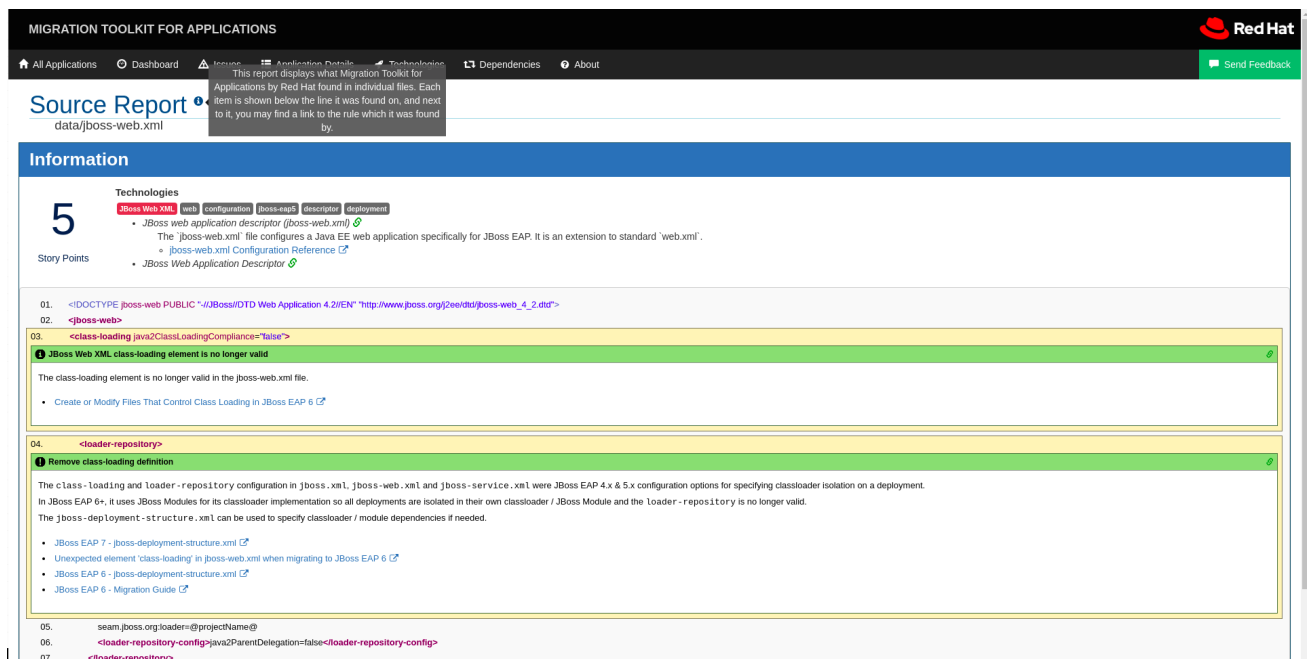 MIGRATION TOOLKIT FOR APPLICATIONS
Red Hat
All Applications Dashboard Issues Application Details Technologies Dependencies About Send Feedback
This report displays what Migration Toolkit for
Applications by Red Hat found in individual files. Each
item is shown below the line it was found on, and next
to it, you may find a link to the rule which it was found
by.
Source Report
data/jboss-web.xml
Information
5
Story Points
Technologies
JBoss Web XML web configuration jboss-eap5 descriptor deployment
JBoss web application descriptor (jboss-web.xml)
The `jboss-web.xml` file configures a Java EE web application specifically for JBoss EAP. It is an extension to standard `web.xml`.
jboss-web.xml Configuration Reference
JBoss Web Application Descriptor
01. <!DOCTYPE jboss-web PUBLIC "-//JBoss//DTD Web Application 4.2//EN" "http://www.jboss.org/j2ee/dtd/jboss-web_4_2.dtd">
02. <jboss-web>
03. <class-loading java2ClassLoadingCompliance="false">
JBoss Web XML class-loading element is no longer valid
The class-loading element is no longer valid in the jboss-web.xml file.
Create or Modify Files That Control Class Loading in JBoss EAP 6
04. <loader-repository>
Remove class-loading definition
The class-loading and loader-repository configuration in jboss.xml, jboss-web.xml and jboss-service.xml were JBoss EAP 4.x & 5.x configuration options for specifying classloader isolation on a deployment.
In JBoss EAP 6+, it uses JBoss Modules for its classloader implementation so all deployments are isolated in their own classloader / JBoss Module and the loader-repository is no longer valid.
The jboss-deployment-structure.xml can be used to specify classloader / module dependencies if needed.
JBoss EAP 7 - jboss-deployment-structure.xml
Unexpected element 'class-loading' in jboss-web.xml when migrating to JBoss EAP 6
JBoss EAP 6 - jboss-deployment-structure.xml
JBoss EAP 6 - Migration Guide
05. seam.jboss.org:loader=@projectName@
06. <loader-repository-config>java2ParentDelegation=false</loader-repository-config>
07. </loader-repository>